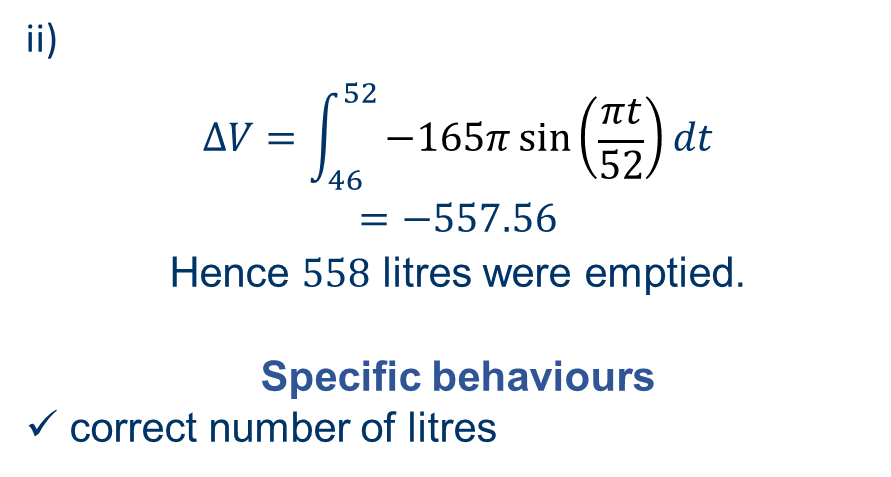 ii)
ΔV = ∫₄₆⁵² −165π sin(πt/52) dt
= −557.56
Hence 558 litres were emptied.
Specific behaviours
✓ correct number of litres